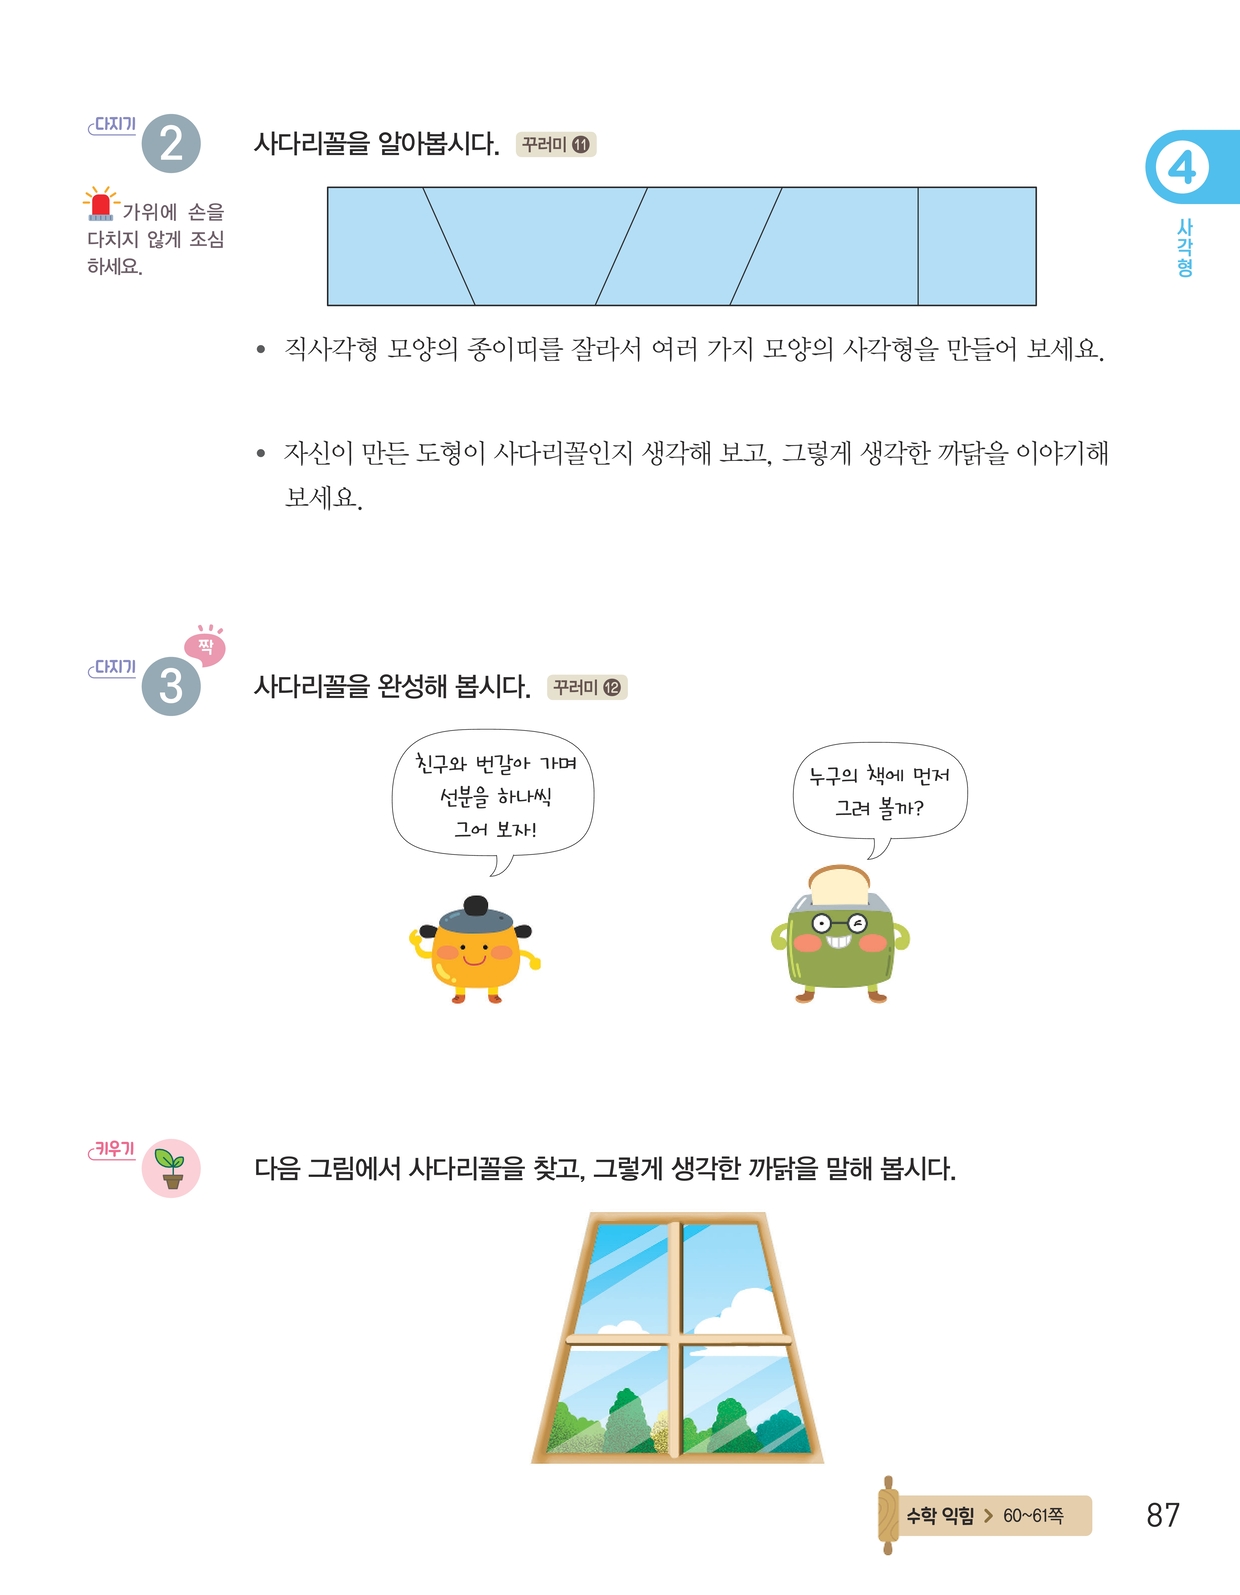 다지기
2
사다리꼴을 알아봅시다. 꾸러미 11
가위에 손을
다치지 않게 조심
하세요.
4
사각형
• 직사각형 모양의 종이띠를 잘라서 여러 가지 모양의 사각형을 만들어 보세요.
• 자신이 만든 도형이 사다리꼴인지 생각해 보고, 그렇게 생각한 까닭을 이야기해
보세요.
짝
다지기
3
사다리꼴을 완성해 봅시다. 꾸러미 12
친구와 번갈아 가며
선분을 하나씩
그어 보자!
누구의 책에 먼저
그려 볼까?
키우기
다음 그림에서 사다리꼴을 찾고, 그렇게 생각한 까닭을 말해 봅시다.
수학 익힘 > 60~61쪽
87